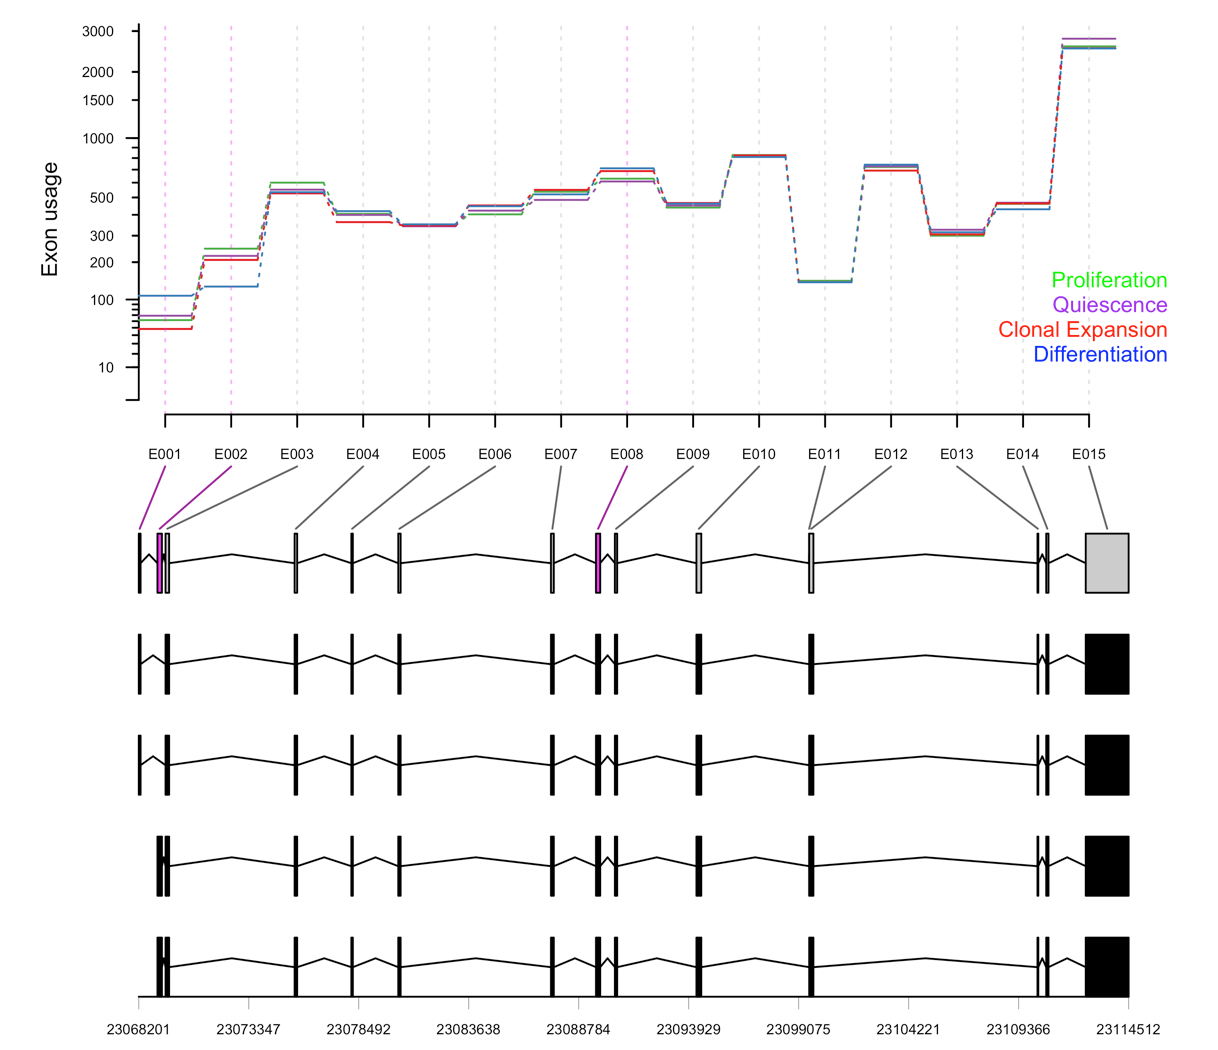 3000
2000
1500
1000
500
300
200
100
10
Exon usage
Proliferation
Quiescence
Clonal Expansion
Differentiation
E001 E002 E003 E004 E005 E006 E007 E008 E009 E010 E011 E012 E013 E014 E015
23068201 23073347 23078492 23083638 23088784 23093929 23099075 23104221 23109366 23114512